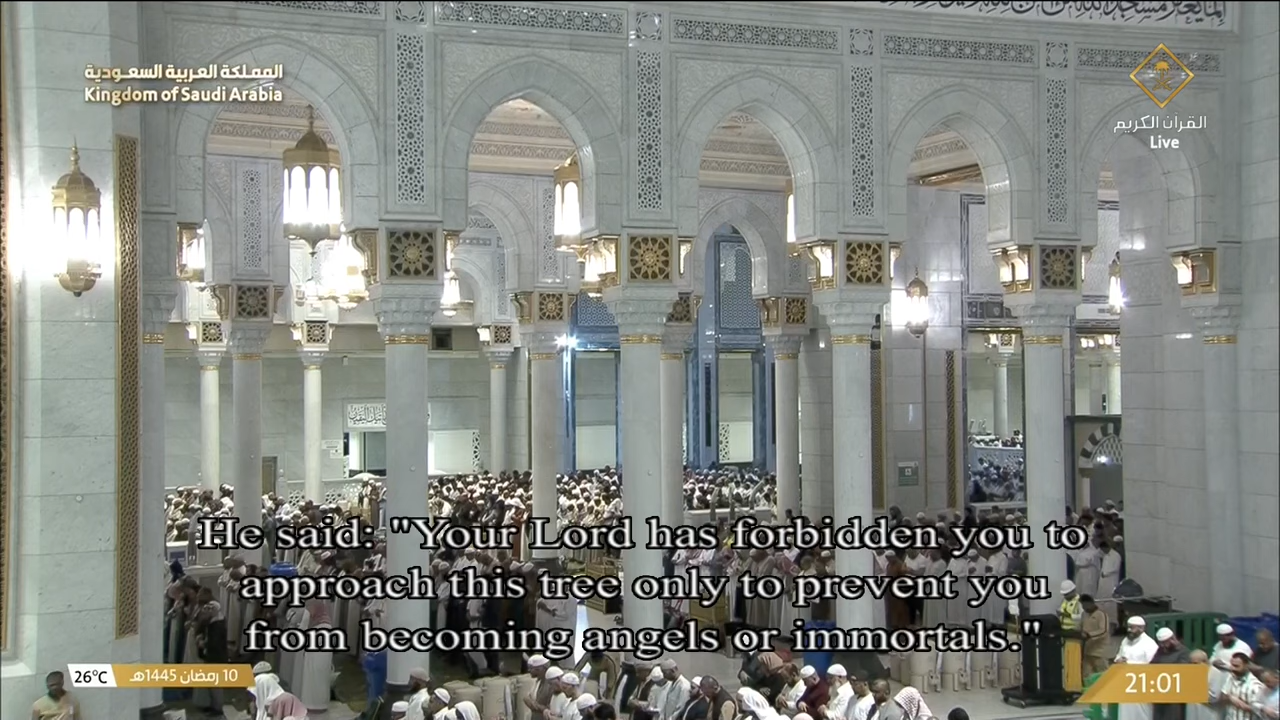 المملكة العربية السعودية
Kingdom of Saudi Arabia
القرآن الكريم
Live
He said: "Your Lord has forbidden you to
approach this tree only to prevent you
from becoming angels or immortals."
26°C
10 رمضان 1445هـ
21:01